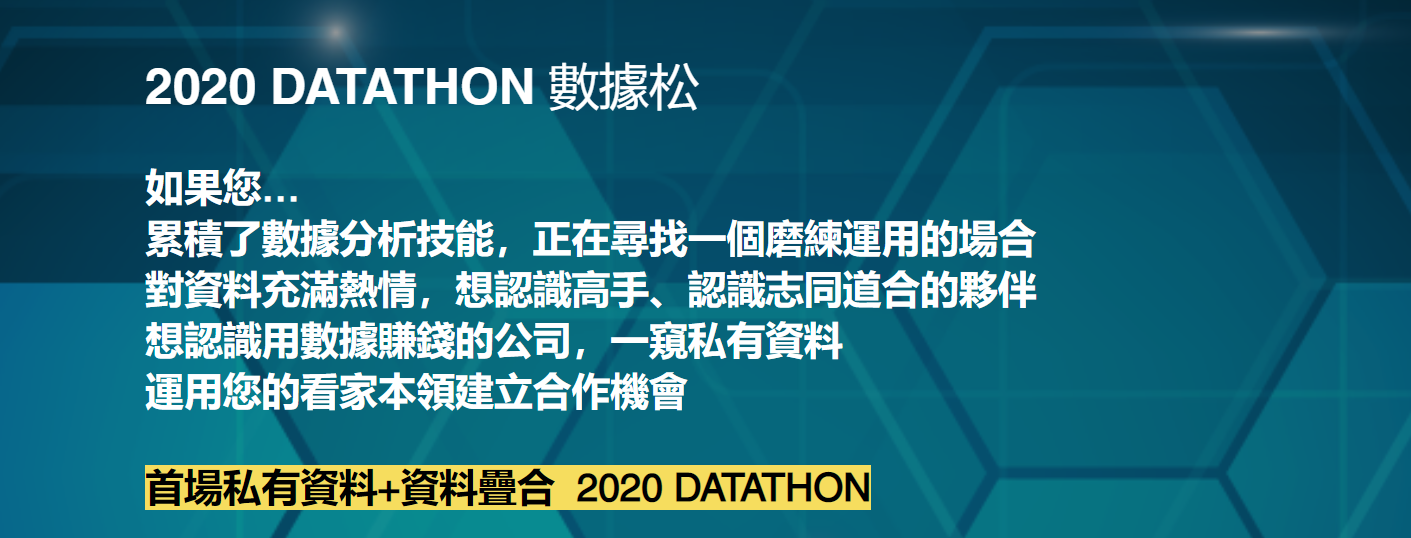 2020 DATATHON 數據松
如果您…
累積了數據分析技能，正在尋找一個磨練運用的場合
對資料充滿熱情，想認識高手、認識志同道合的夥伴
想認識用數據賺錢的公司，一窺私有資料
運用您的看家本領建立合作機會
首場私有資料+資料疊合 2020 DATATHON